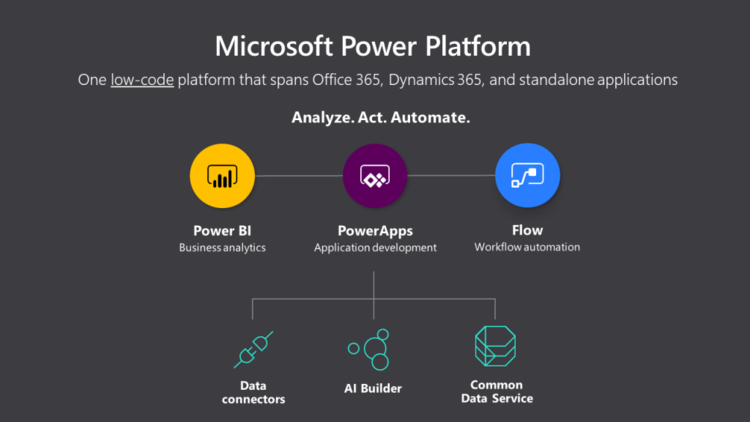 Microsoft Power Platform
One low-code platform that spans Office 365, Dynamics 365, and standalone applications
Analyze. Act. Automate.
Power BI
Business analytics
PowerApps
Application development
Flow
Workflow automation
Data
connectors
AI Builder
Common
Data Service